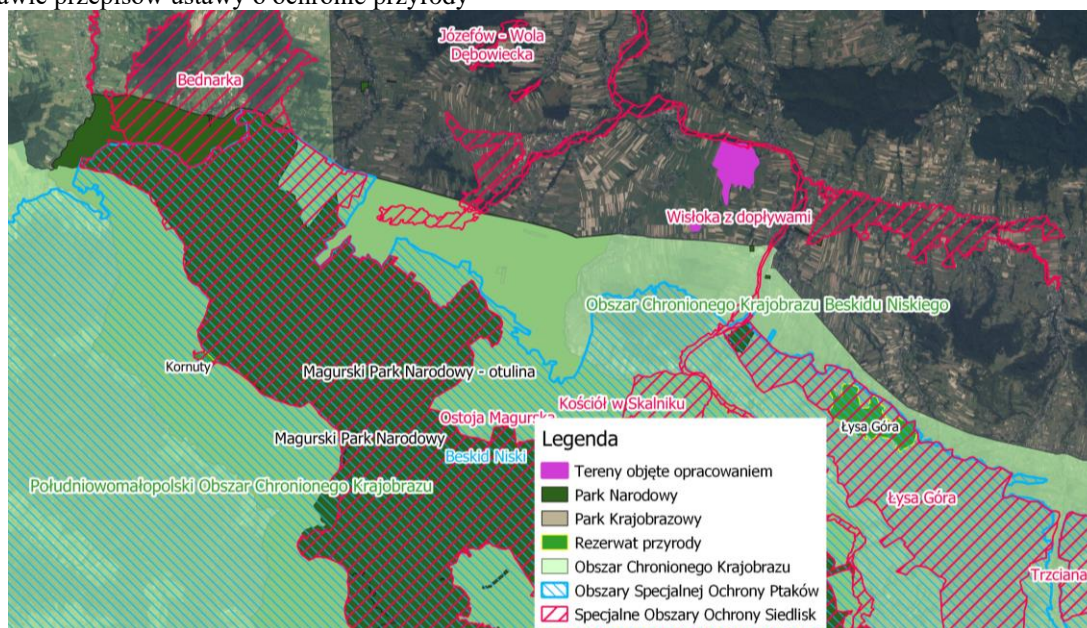 awie przepisów ustawy o ochronie przyrody
Józefów - Wola
Dębowiecka
Bednarka
Wisłoka z dopływami
Obszar Chronionego Krajobrazu Beskidu Niskiego
Kornuty
Magurski Park Narodowy - otulina
Kościół w Skalniku
Ostoja Magurska
Łysa Góra
Magurski Park Narodowy
Beskid Niski
Południowomałopolski Obszar Chronionego Krajobrazu
Łysa Góra
Trzciana
Legenda
Tereny objęte opracowaniem
Park Narodowy
Park Krajobrazowy
Rezerwat przyrody
Obszar Chronionego Krajobrazu
Obszary Specjalnej Ochrony Ptaków
Specjalne Obszary Ochrony Siedlisk